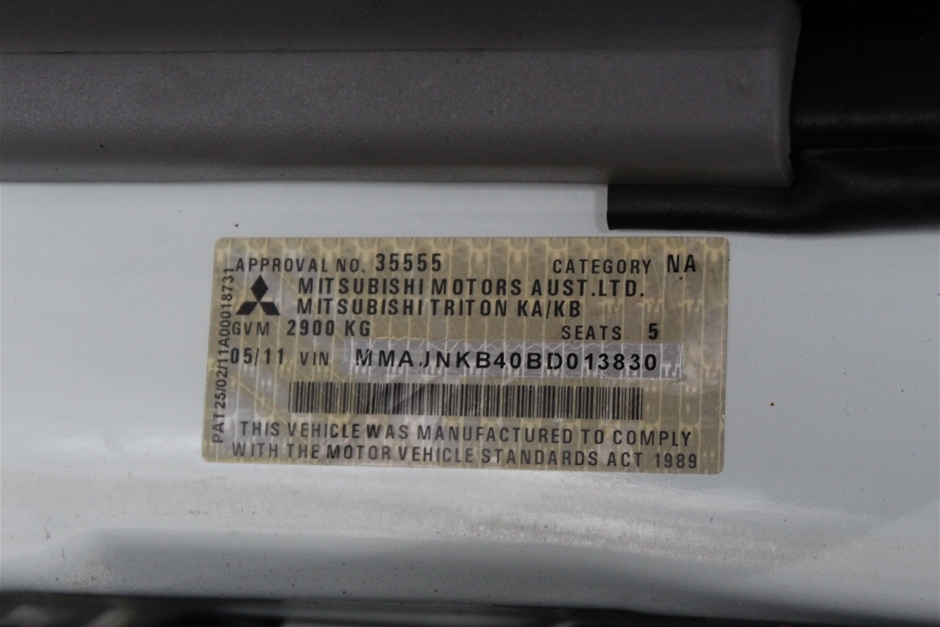 APPROVAL NO. 35555 CATEGORY NA
MITSUBISHI MOTORS AUST.LTD.
MITSUBISHI TRITON KA/KB
GVM 2900 KG SEATS 5
05/11 VIN MMAJNKB40BD013830
THIS VEHICLE WAS MANUFACTURED TO COMPLY
WITH THE MOTOR VEHICLE STANDARDS ACT 1989
PAT 25/02/11A00018731